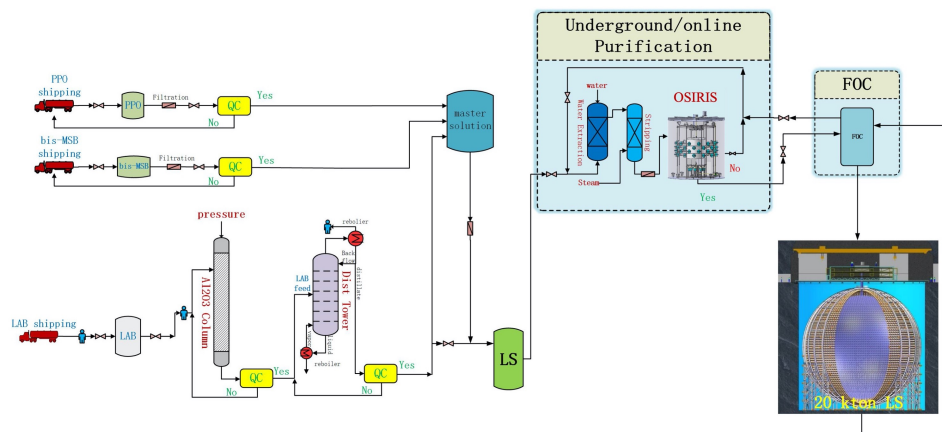 Underground/online
Purification
FOC
PPO
shipping
PPO
Filtration
QC
Yes
No
master
solution
water
Water Extraction
Stripping
OSIRIS
No
Steam
Yes
FOC
bis-MSB
shipping
bis-MSB
Filtration
QC
Yes
No
pressure
Al2O3 Column
rebolier
Back
flow
distillate
LAB
feed
Dist Tower
vapor
liquid
reboiler
LAB shipping
LAB
QC
Yes
No
QC
Yes
No
LS
20 kton LS